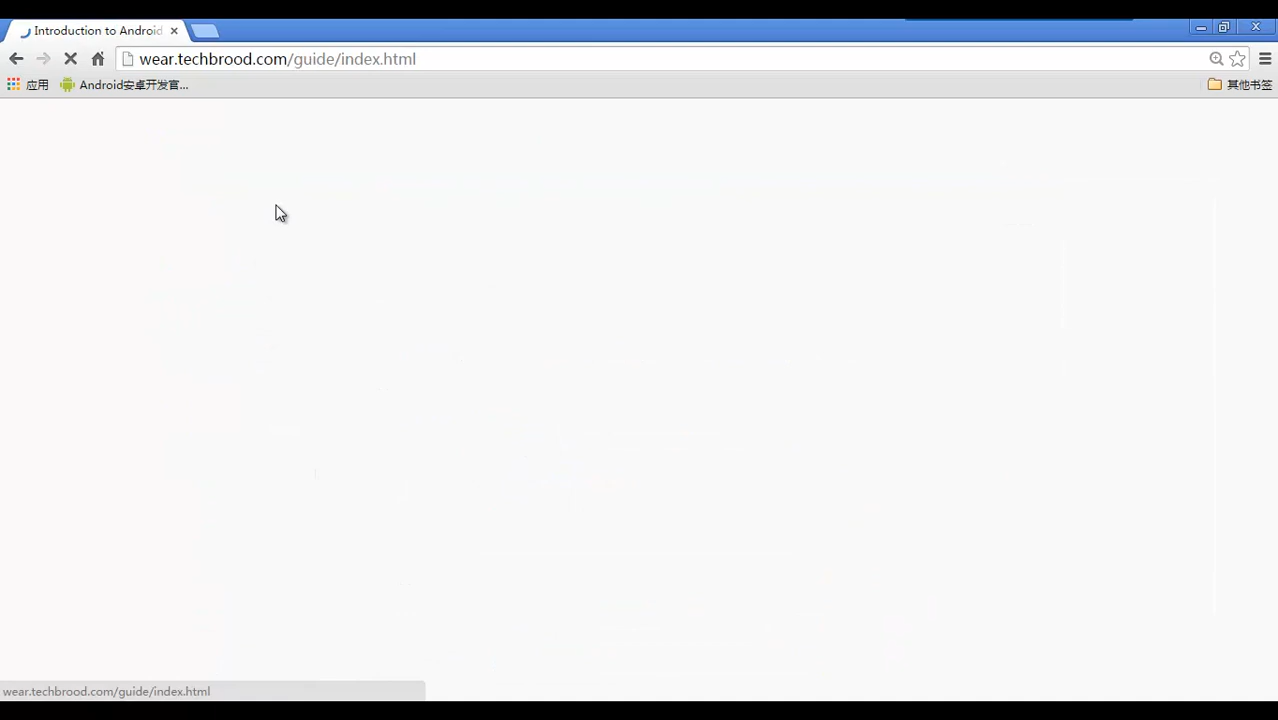 Introduction to Android
wear.techbrood.com/guide/index.html
应用 Android安卓开发官... 其他书签
wear.techbrood.com/guide/index.html